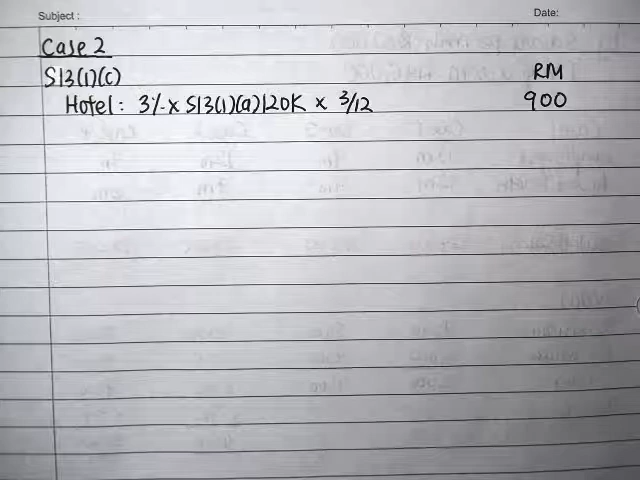 Subject : Date:
Case 2
S13(1)(c) RM
Hotel: 3% x S13(1)(a) 120K x 3/12 900